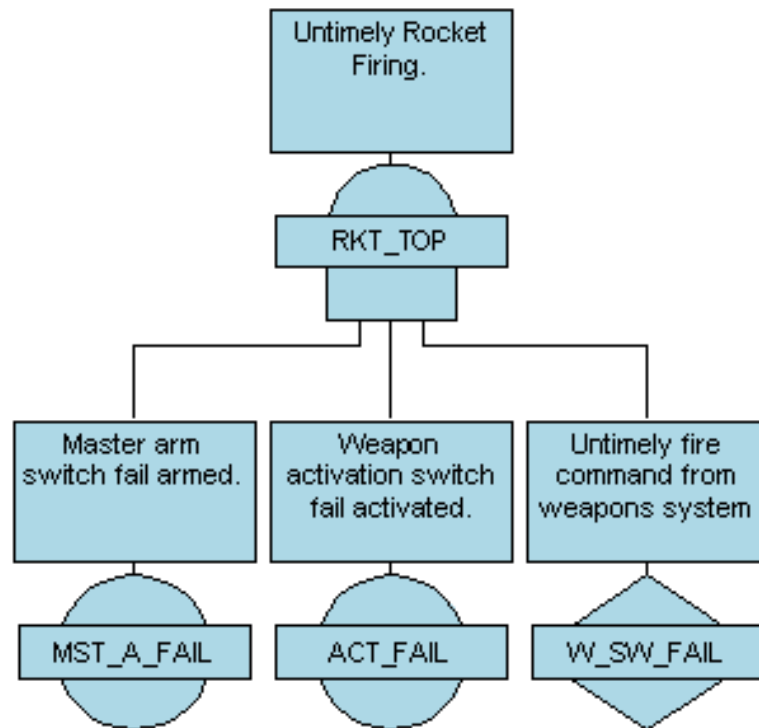 Untimely Rocket
Firing.
RKT_TOP
Master arm
switch fail armed.
Weapon
activation switch
fail activated.
Untimely fire
command from
weapons system
MST_A_FAIL
ACT_FAIL
W_SW_FAIL